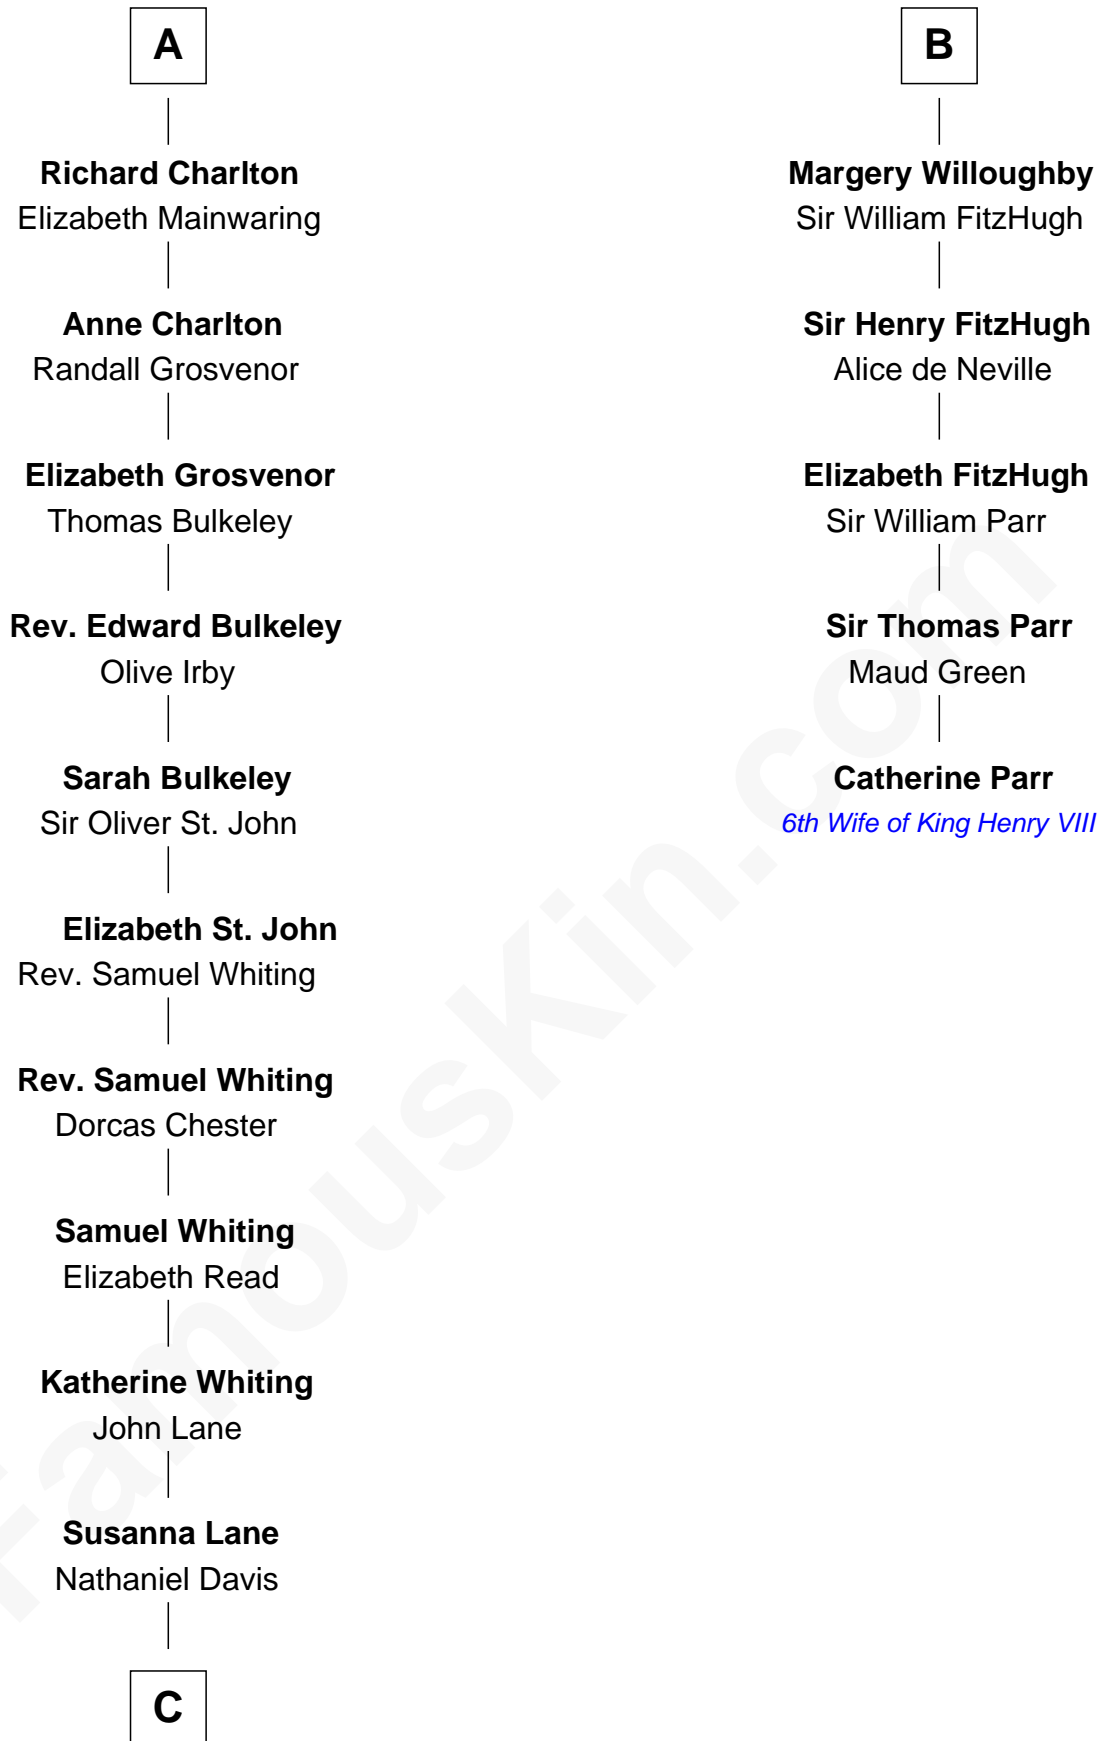 A
Richard Charlton
Elizabeth Mainwaring
Anne Charlton
Randall Grosvenor
Elizabeth Grosvenor
Thomas Bulkeley
Rev. Edward Bulkeley
Olive Irby
Sarah Bulkeley
Sir Oliver St. John
Elizabeth St. John
Rev. Samuel Whiting
Rev. Samuel Whiting
Dorcas Chester
Samuel Whiting
Elizabeth Read
Katherine Whiting
John Lane
Susanna Lane
Nathaniel Davis
C
B
Margery Willoughby
Sir William FitzHugh
Sir Henry FitzHugh
Alice de Neville
Elizabeth FitzHugh
Sir William Parr
Sir Thomas Parr
Maud Green
Catherine Parr
6th Wife of King Henry VIII
FamousKin.com